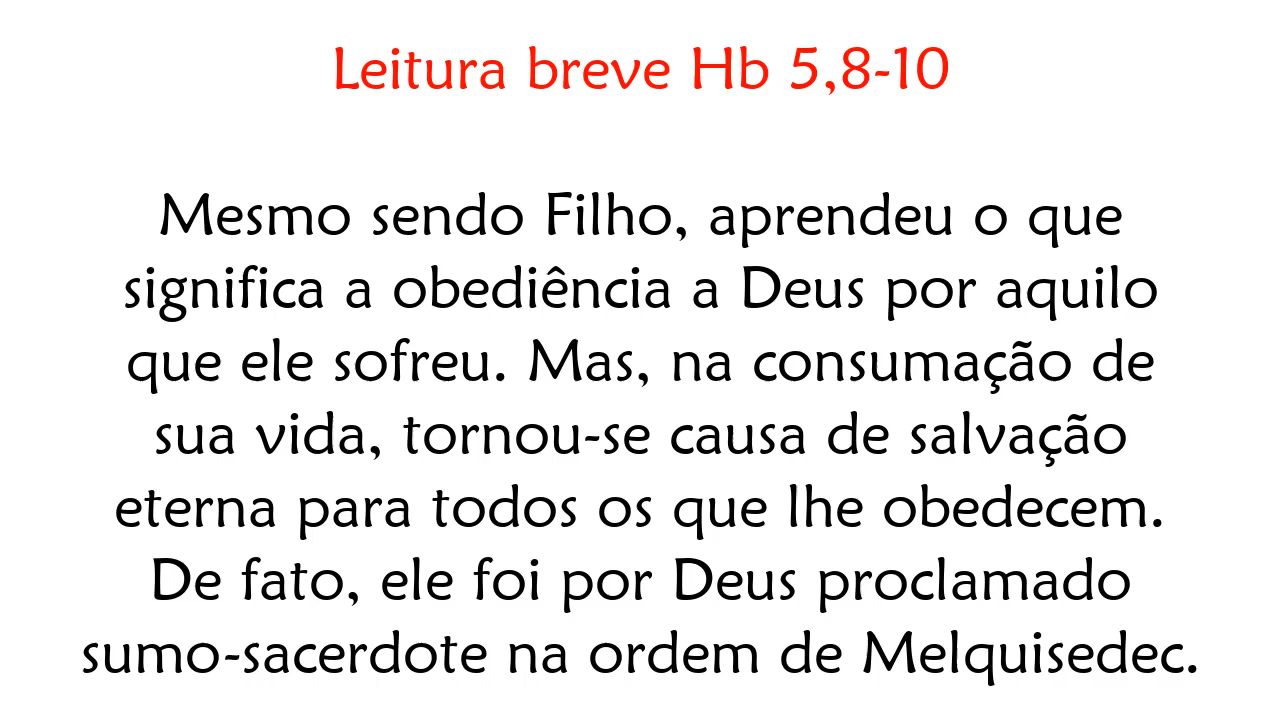 Leitura breve Hb 5,8-10
Mesmo sendo Filho, aprendeu o que
significa a obediência a Deus por aquilo
que ele sofreu. Mas, na consumação de
sua vida, tornou-se causa de salvação
eterna para todos os que lhe obedecem.
De fato, ele foi por Deus proclamado
sumo-sacerdote na ordem de Melquisedec.